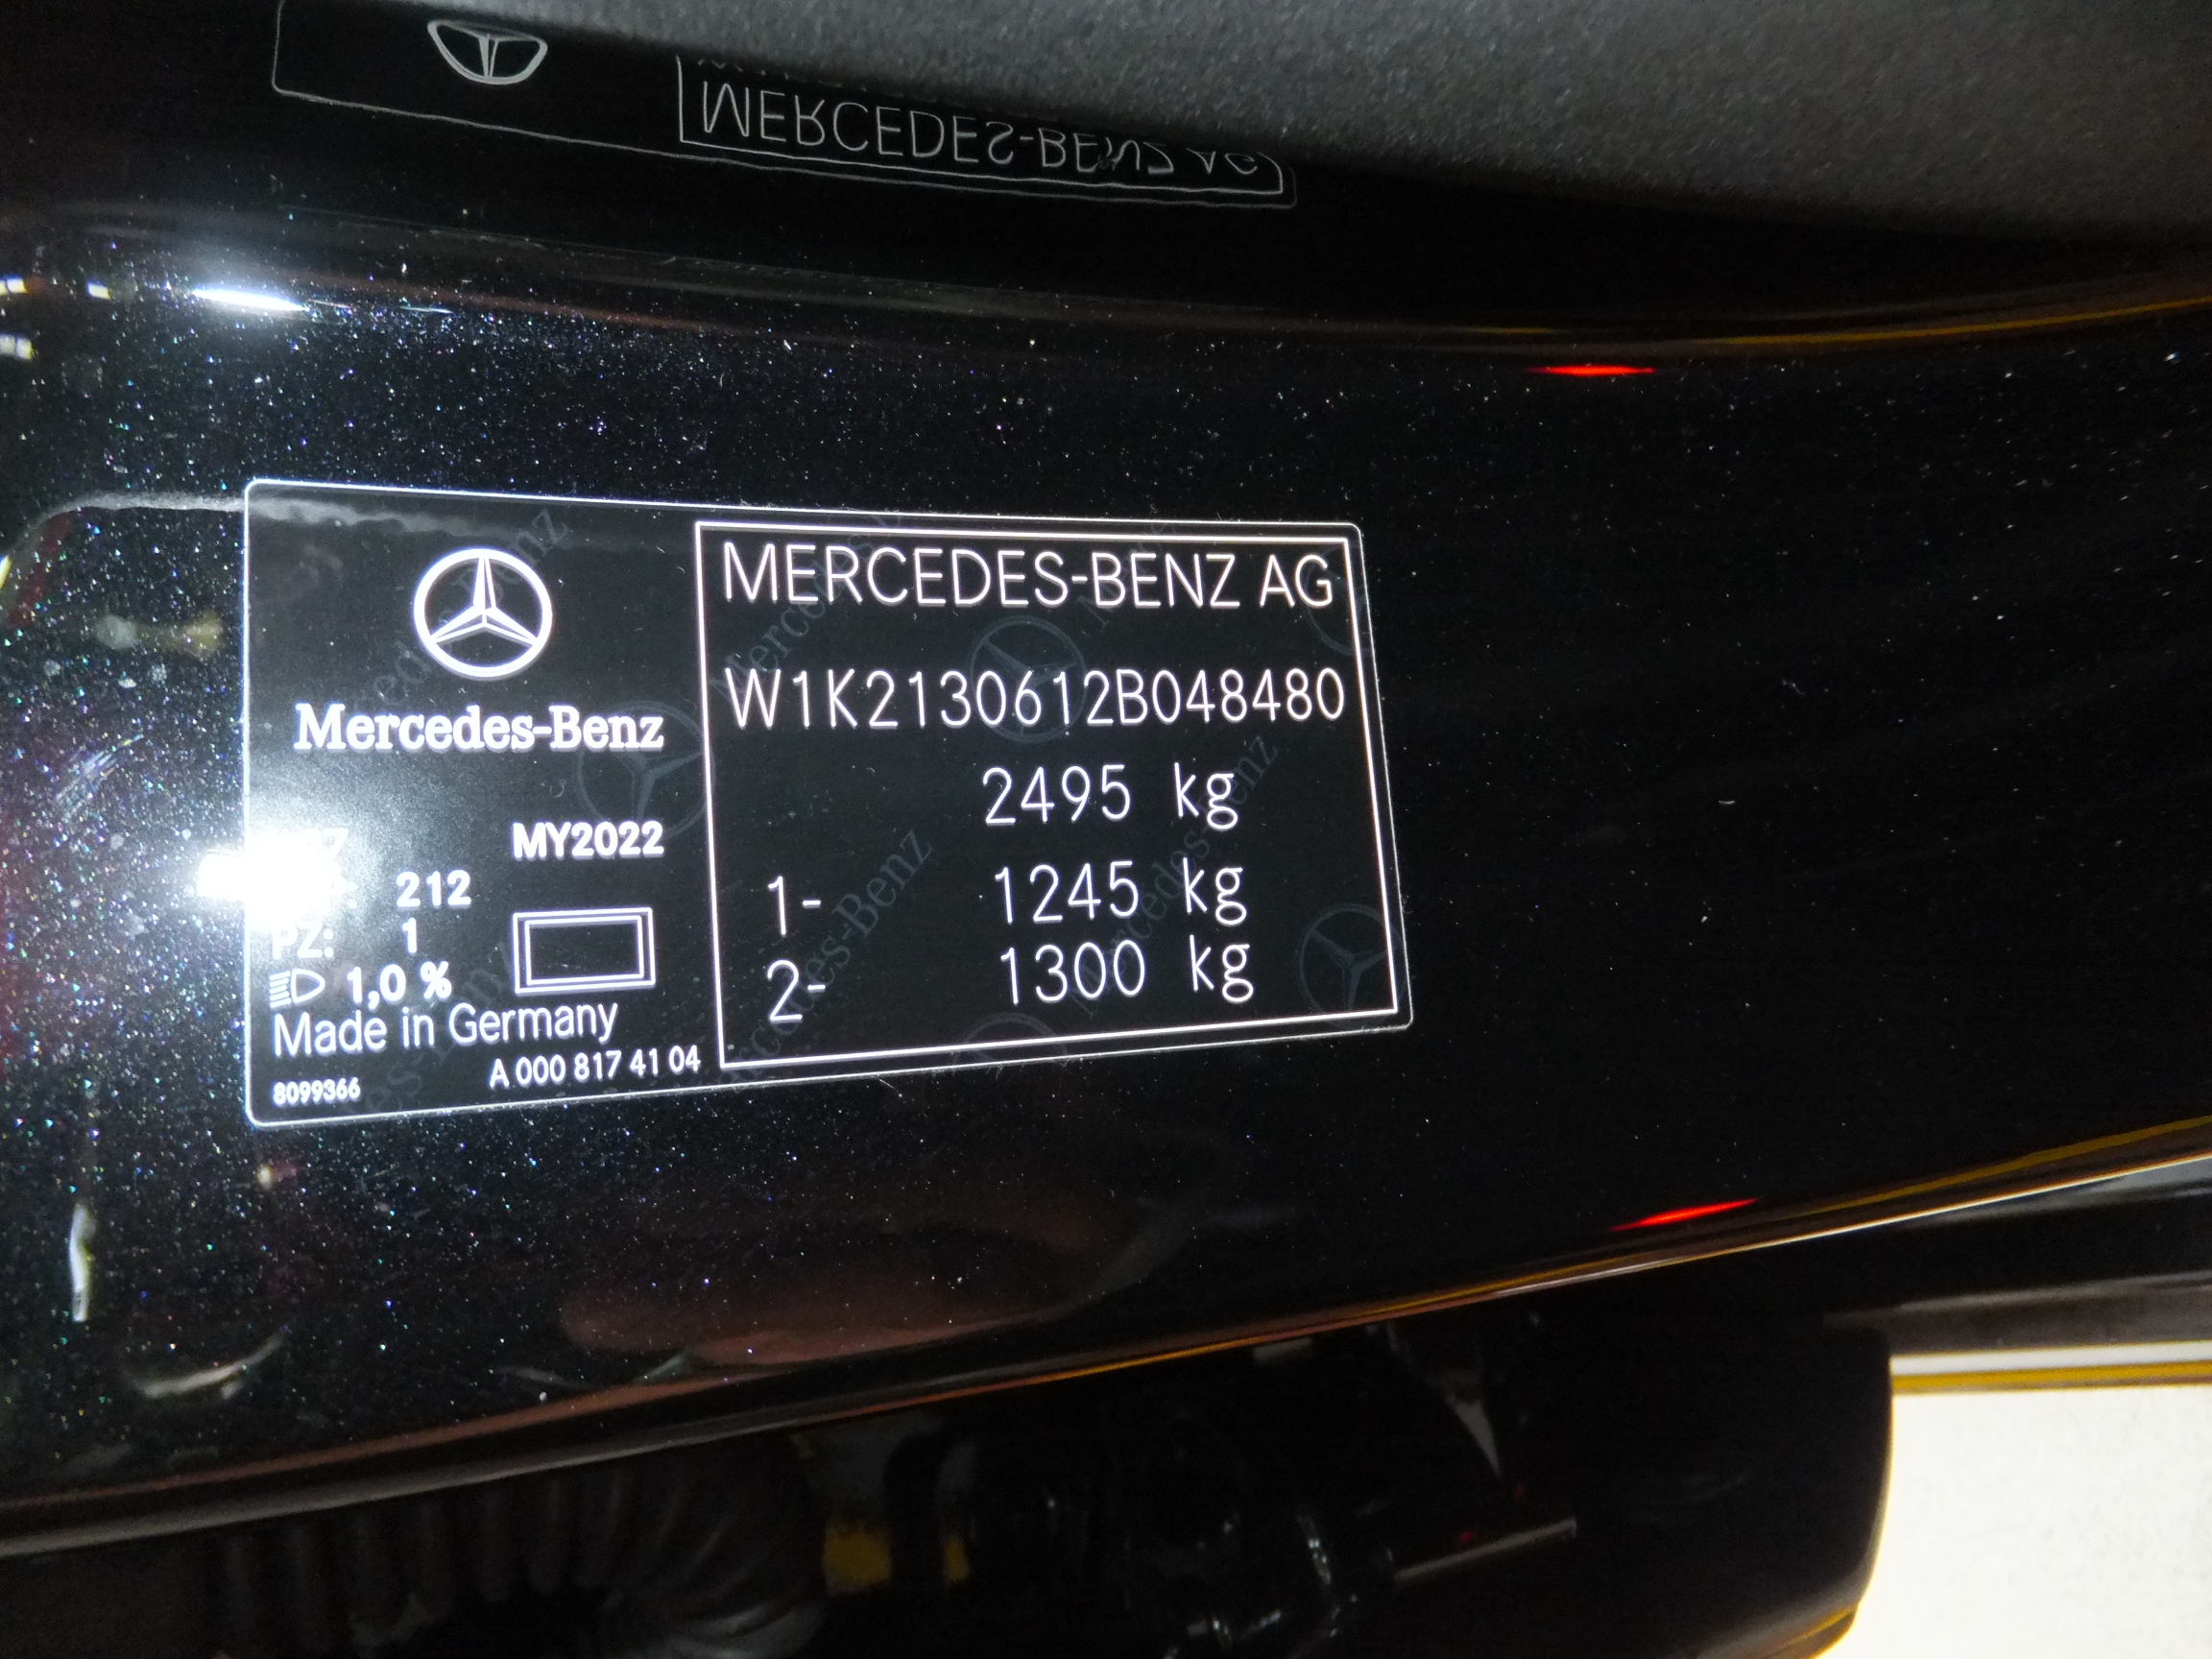 MERCEDES-BENZ AG
Mercedes-Benz
MY2022
212
PZ: 1
1,0 %
Made in Germany
A 000 817 41 04
8099366
MERCEDES-BENZ AG
W1K2130612B048480
2495 kg
1- 1245 kg
2- 1300 kg